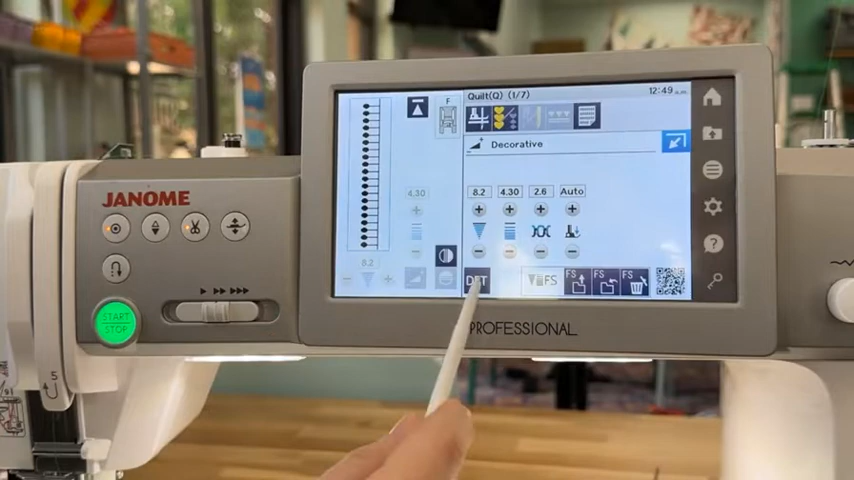 Quilt(Q) (1/7)
12:49 a.m.
F
Decorative
4.30
8.2 4.30 2.6 Auto
8.2
FS
FS FS FS
JANOME
START
STOP
PROFESSIONAL
5